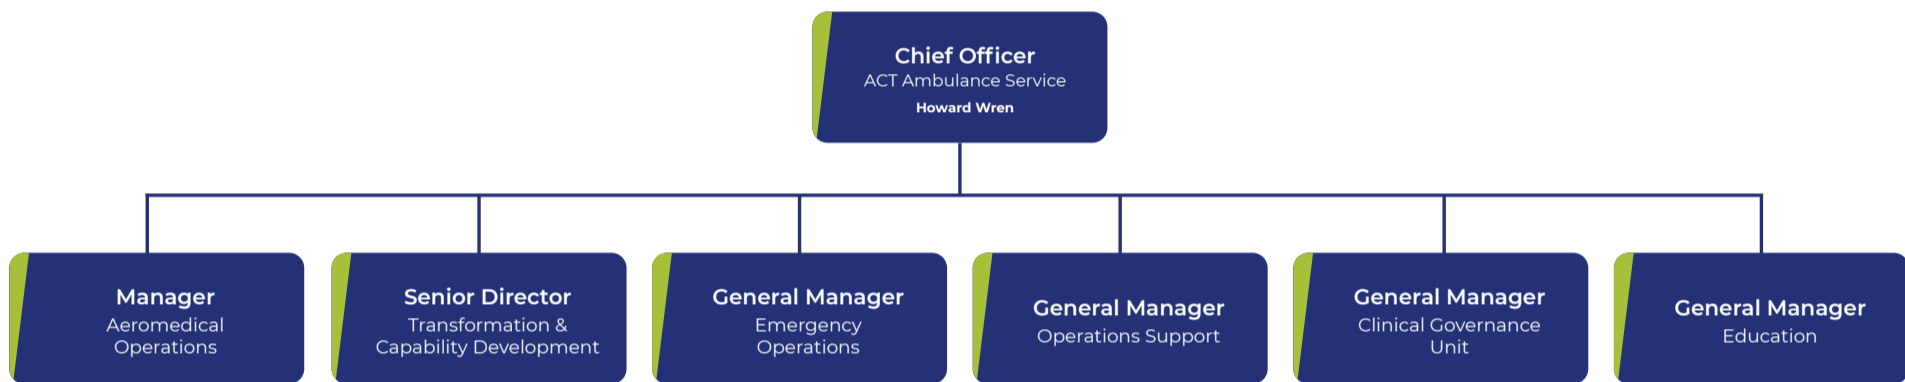 Chief Officer
ACT Ambulance Service
Howard Wren
Manager
Aeromedical
Operations
Senior Director
Transformation &
Capability Development
General Manager
Emergency
Operations
General Manager
Operations Support
General Manager
Clinical Governance
Unit
General Manager
Education